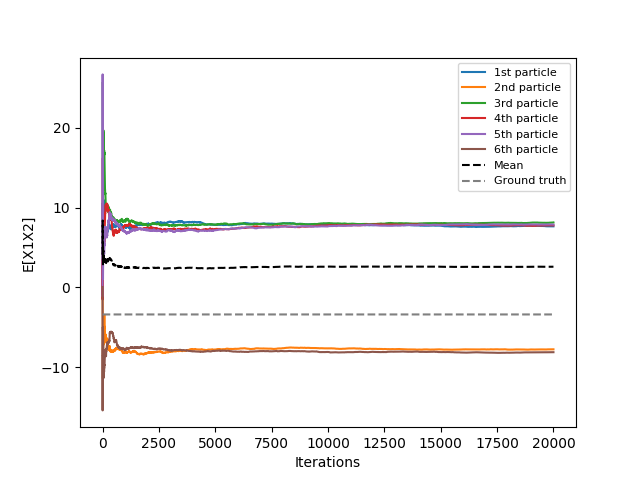 1st particle
2nd particle
3rd particle
4th particle
5th particle
6th particle
Mean
Ground truth
20
10
0
−10
E[X1X2]
0 2500 5000 7500 10000 12500 15000 17500 20000
Iterations